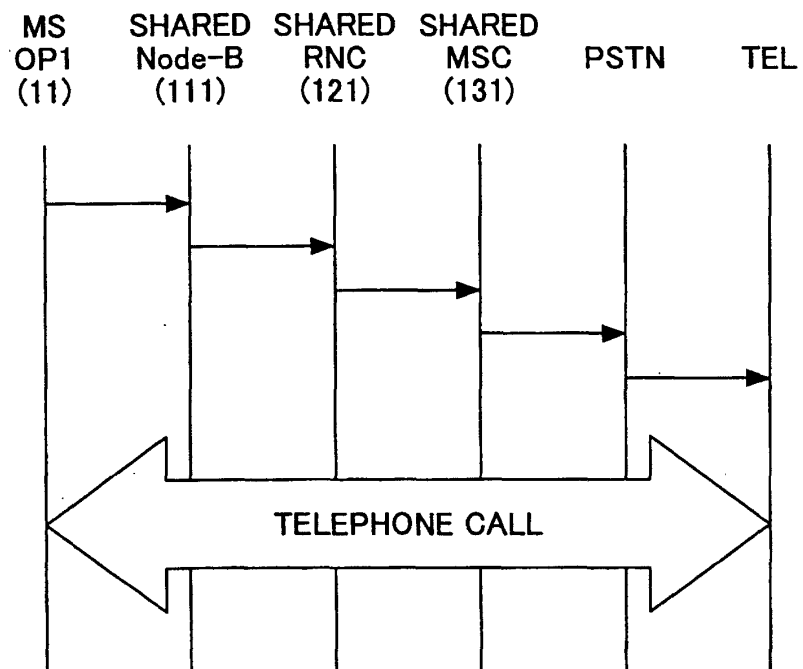 MS
OP1
(11)
SHARED
Node-B
(111)
SHARED
RNC
(121)
SHARED
MSC
(131)
PSTN
TEL
TELEPHONE CALL